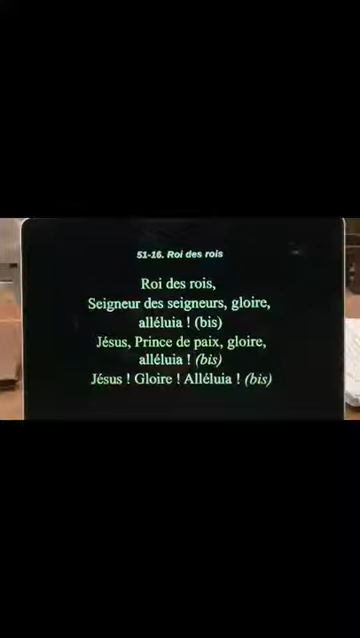 51-16. Roi des rois
Roi des rois,
Seigneur des seigneurs, gloire,
alléluia ! (bis)
Jésus, Prince de paix, gloire,
alléluia ! (bis)
Jésus ! Gloire ! Alléluia ! (bis)